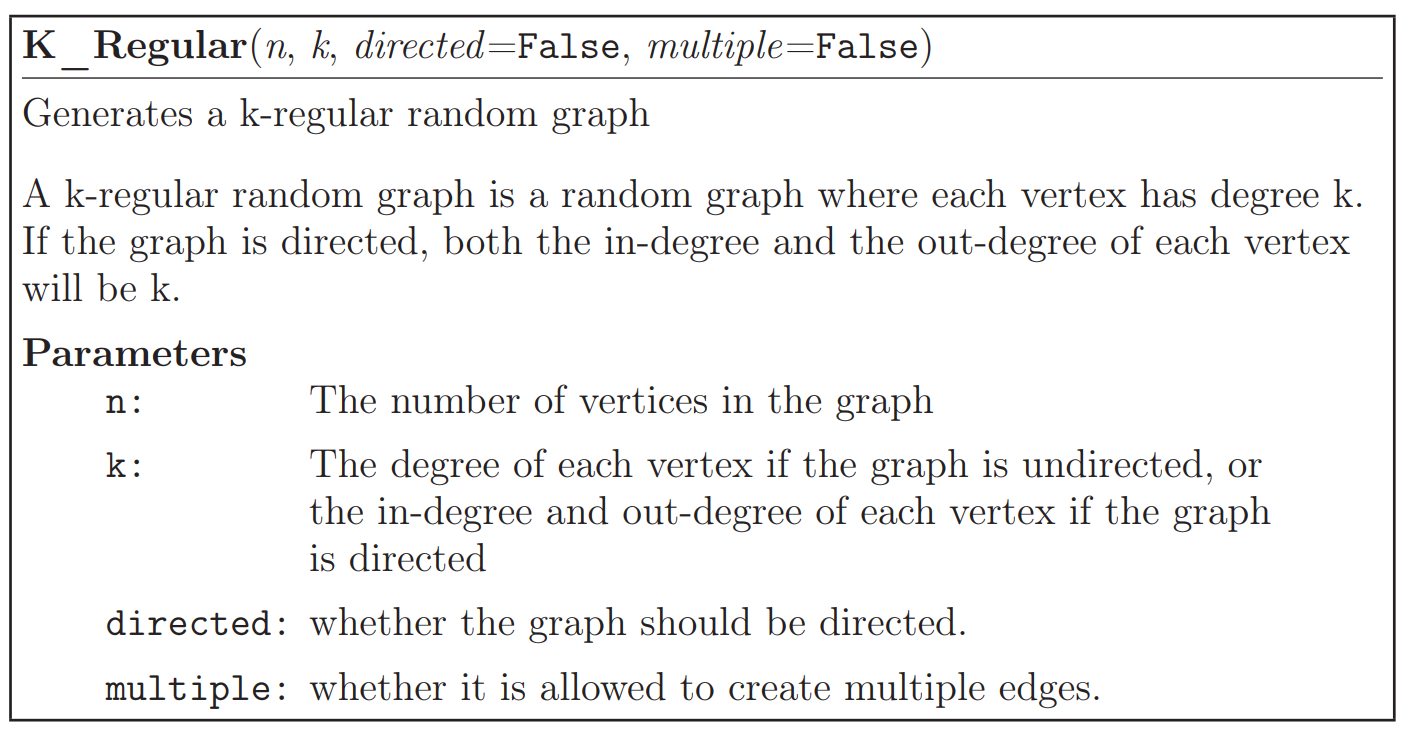 K_Regular(n, k, directed=False, multiple=False)
Generates a k-regular random graph
A k-regular random graph is a random graph where each vertex has degree k.
If the graph is directed, both the in-degree and the out-degree of each vertex
will be k.
Parameters
n: The number of vertices in the graph
k: The degree of each vertex if the graph is undirected, or
the in-degree and out-degree of each vertex if the graph
is directed
directed: whether the graph should be directed.
multiple: whether it is allowed to create multiple edges.